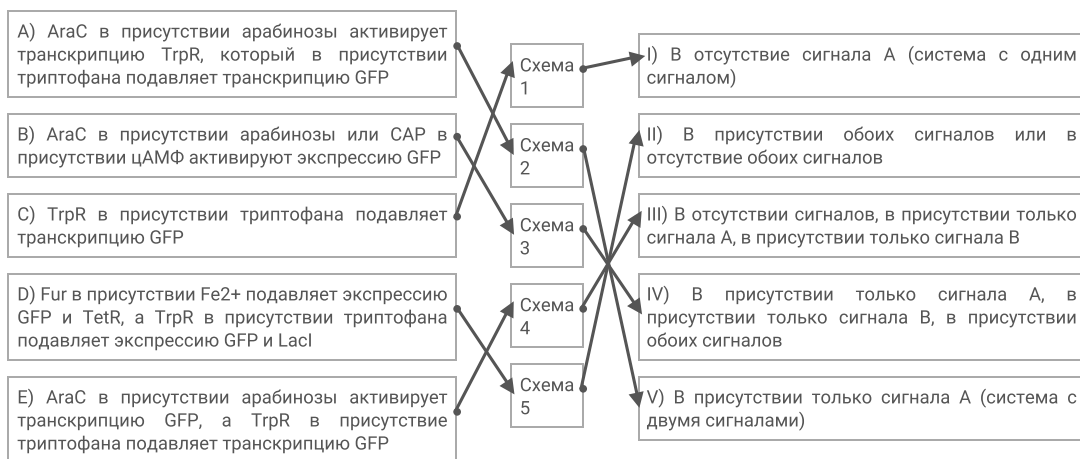 A) AraC в присутствии арабинозы активирует
транскрипцию TrpR, который в присутствии
триптофана подавляет транскрипцию GFP
B) AraC в присутствии арабинозы или CAP в
присутствии цАМФ активируют экспрессию GFP
C) TrpR в присутствии триптофана подавляет
транскрипцию GFP
D) Fur в присутствии Fe2+ подавляет экспрессию
GFP и TetR, а TrpR в присутствии триптофана
подавляет экспрессию GFP и LacI
E) AraC в присутствии арабинозы активирует
транскрипцию GFP, а TrpR в присутствие
триптофана подавляет транскрипцию GFP
Схема
1
Схема
2
Схема
3
Схема
4
Схема
5
I) В отсутствие сигнала A (система с одним
сигналом)
II) В присутствии обоих сигналов или в
отсутствие обоих сигналов
III) В отсутствии сигналов, в присутствии только
сигнала A, в присутствии только сигнала B
IV) В присутствии только сигнала A, в
присутствии только сигнала B, в присутствии
обоих сигналов
V) В присутствии только сигнала A (система с
двумя сигналами)